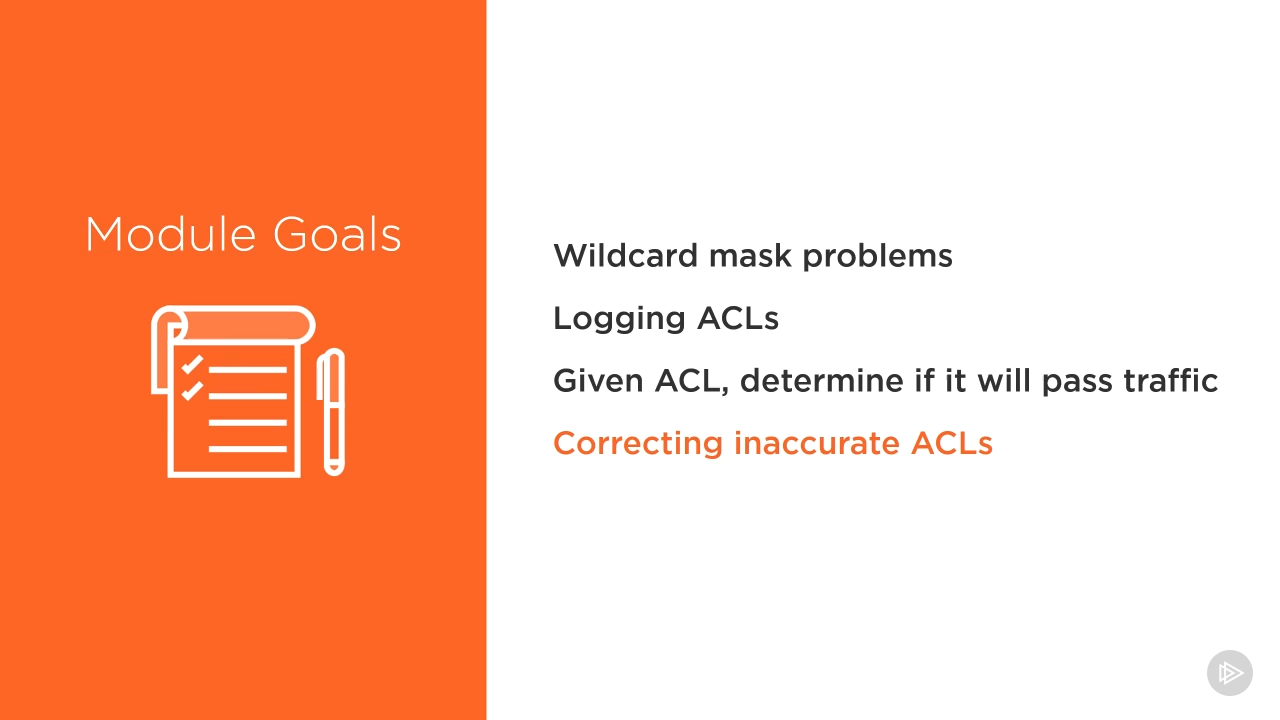 Module Goals
Wildcard mask problems
Logging ACLs
Given ACL, determine if it will pass traffic
Correcting inaccurate ACLs